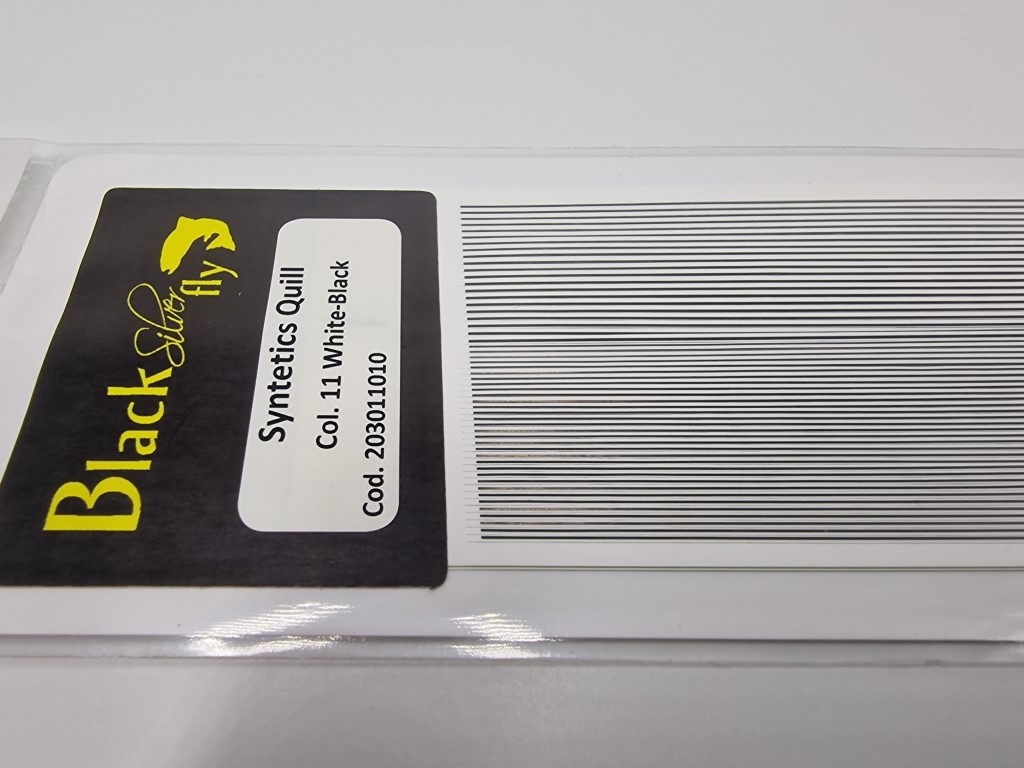 Black Silver fly
Syntetics Quill
Col. 11 White-Black
Cod. 203011010